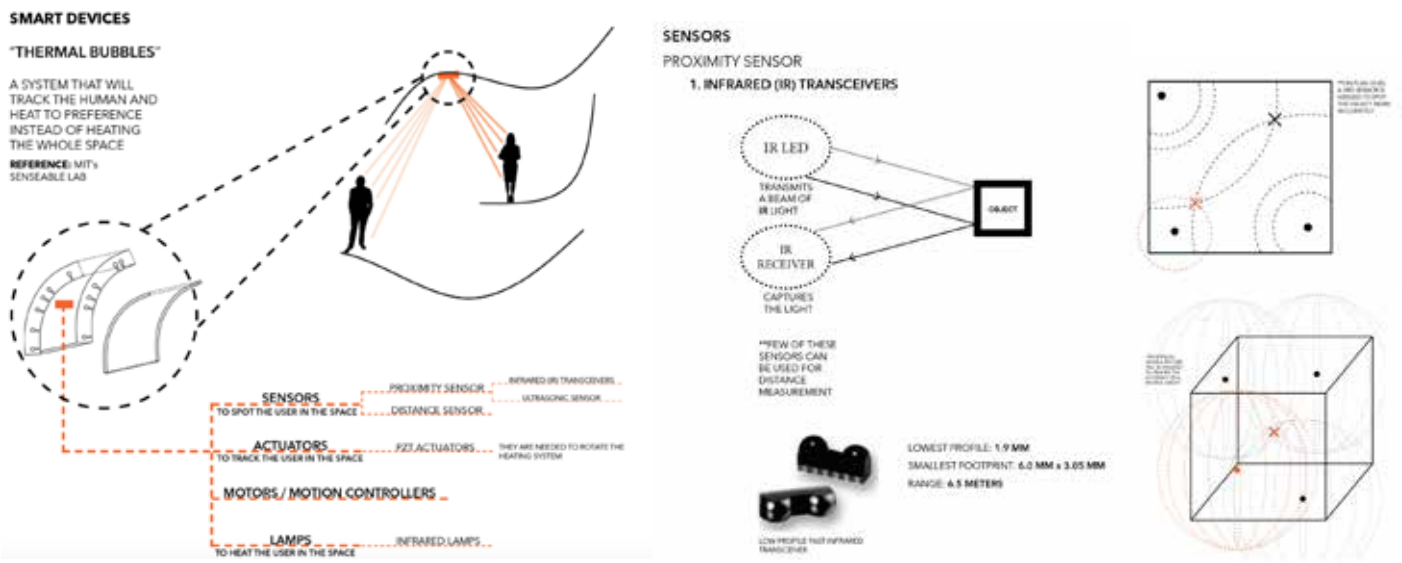 SMART DEVICES
"THERMAL BUBBLES"
A SYSTEM THAT WILL
TRACK THE HUMAN AND
HEAT TO PREFERENCE
INSTEAD OF HEATING
THE WHOLE SPACE
REFERENCE: MIT's
SENSEABLE LAB
SENSORS
TO SPOT THE USER IN THE SPACE
PROXIMITY SENSOR
INFRARED (IR) TRANSCEIVERS
ULTRASONIC SENSOR
DISTANCE SENSOR
ACTUATORS
TO TRACK THE USER IN THE SPACE
PZT ACTUATORS
THEY ARE NEEDED TO ROTATE THE
HEATING SYSTEM
MOTORS / MOTION CONTROLLERS
LAMPS
TO HEAT THE USER IN THE SPACE
INFRARED LAMPS
SENSORS
PROXIMITY SENSOR
1. INFRARED (IR) TRANSCEIVERS
IR LED
TRANSMITS
A BEAM OF
IR LIGHT
OBJECT
IR
RECEIVER
CAPTURES
THE LIGHT
**FEW OF THESE
SENSORS CAN
BE USED FOR
DISTANCE
MEASUREMENT
LOWEST PROFILE: 1.9 MM
SMALLEST FOOTPRINT: 6.0 MM x 3.05 MM
RANGE: 6.5 METERS
LOW PROFILE FAST INFRARED
TRANSCEIVER